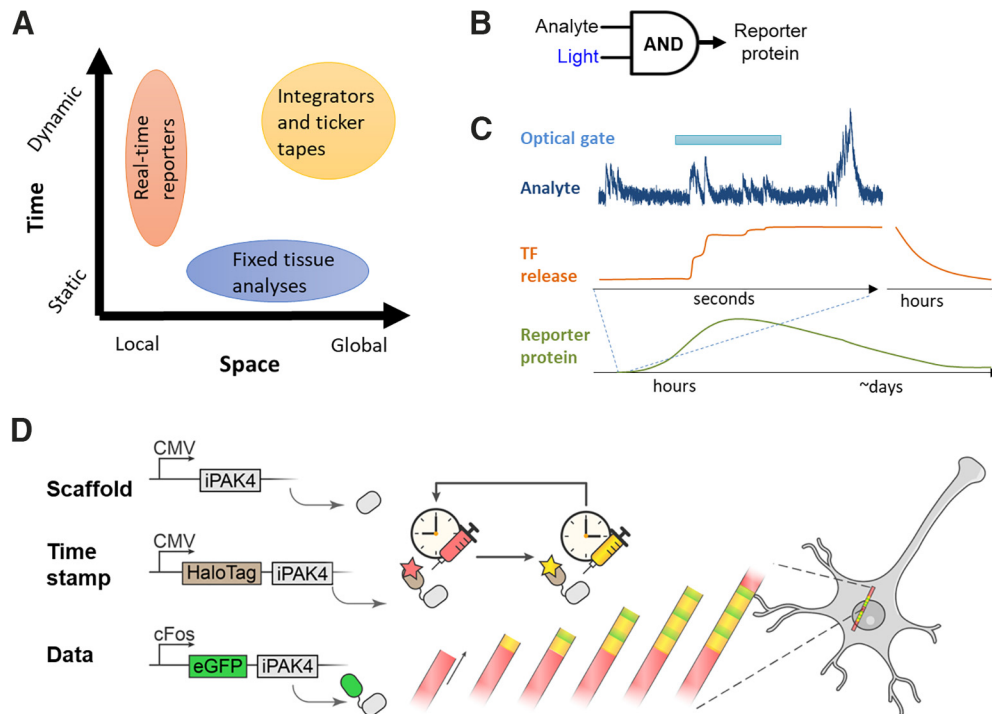 A
Dynamic
Time
Static
Real-time
reporters
Integrators
and ticker
tapes
Fixed tissue
analyses
Local
Space
Global
B
Analyte
Light
AND
Reporter
protein
C
Optical gate
Analyte
TF
release
seconds
hours
Reporter
protein
hours
~days
D
Scaffold
CMV
iPAK4
Time
stamp
CMV
HaloTag
iPAK4
Data
cFos
eGFP
iPAK4